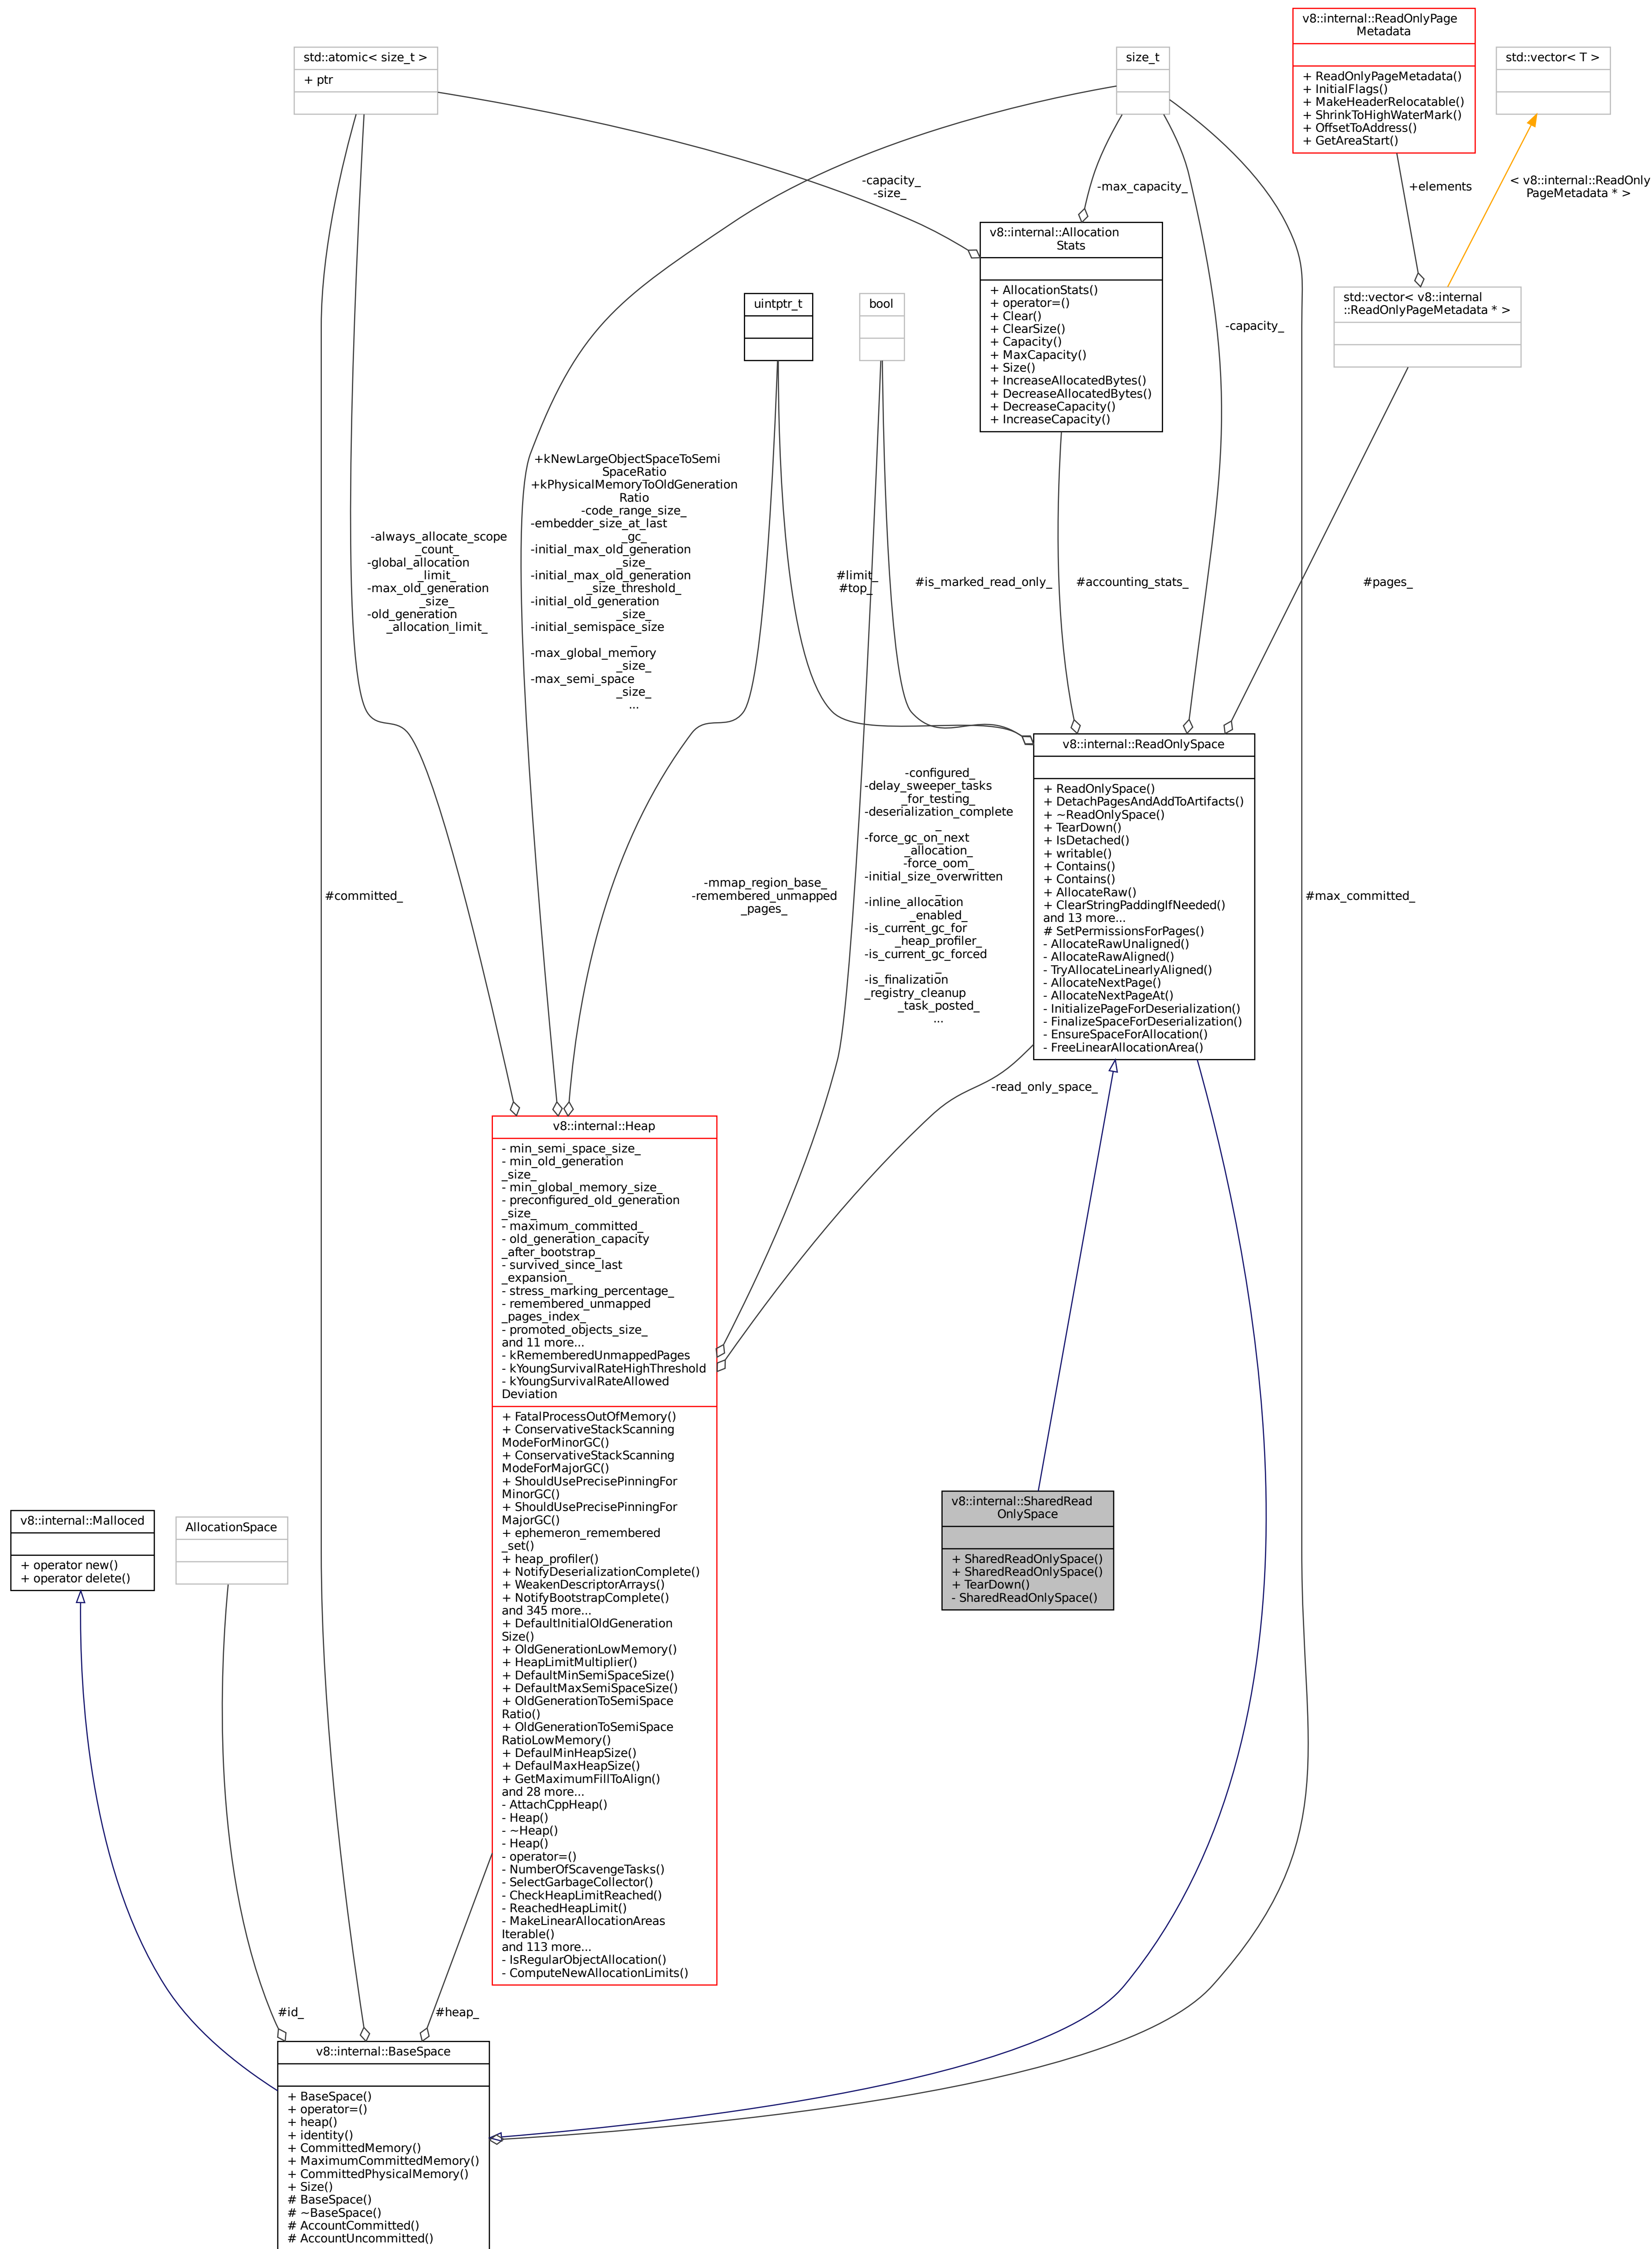 v8::internal::ReadOnlyPage
Metadata
+ ReadOnlyPageMetadata()
+ InitialFlags()
+ MakeHeaderRelocatable()
+ ShrinkToHighWaterMark()
+ OffsetToAddress()
+ GetAreaStart()
std::atomic< size_t >
+ ptr
size_t
std::vector< T >
-capacity_
-size_
-max_capacity_
+elements
< v8::internal::ReadOnly
PageMetadata * >
v8::internal::Allocation
Stats
+ AllocationStats()
+ operator=()
+ Clear()
+ ClearSize()
+ Capacity()
+ MaxCapacity()
+ Size()
+ IncreaseAllocatedBytes()
+ DecreaseAllocatedBytes()
+ DecreaseCapacity()
+ IncreaseCapacity()
uintptr_t
bool
-capacity_
std::vector< v8::internal
::ReadOnlyPageMetadata * >
-always_allocate_scope
_count_
-global_allocation
_limit_
-max_old_generation
_size_
-old_generation
_allocation_limit_
+kNewLargeObjectSpaceToSemi
SpaceRatio
+kPhysicalMemoryToOldGeneration
Ratio
-code_range_size_
-embedder_size_at_last
_gc_
-initial_max_old_generation
_size_
-initial_max_old_generation
_size_threshold_
-initial_old_generation
_size_
-initial_semispace_size
_
-max_global_memory
_size_
-max_semi_space
_size_
...
#limit_
#top_
#is_marked_read_only_
#accounting_stats_
#pages_
v8::internal::ReadOnlySpace
+ ReadOnlySpace()
+ DetachPagesAndAddToArtifacts()
+ ~ReadOnlySpace()
+ TearDown()
+ IsDetached()
+ writable()
+ Contains()
+ Contains()
+ AllocateRaw()
+ ClearStringPaddingIfNeeded()
and 13 more...
# SetPermissionsForPages()
- AllocateRawUnaligned()
- AllocateRawAligned()
- TryAllocateLinearlyAligned()
- AllocateNextPage()
- AllocateNextPageAt()
- InitializePageForDeserialization()
- FinalizeSpaceForDeserialization()
- EnsureSpaceForAllocation()
- FreeLinearAllocationArea()
#committed_
-mmap_region_base_
-remembered_unmapped
_pages_
-configured_
-delay_sweeper_tasks
_for_testing_
-deserialization_complete
_
-force_gc_on_next
_allocation_
-force_oom_
-initial_size_overwritten
_
-inline_allocation
_enabled_
-is_current_gc_for
_heap_profiler_
-is_current_gc_forced
_
-is_finalization
_registry_cleanup
_task_posted_
...
#max_committed_
-read_only_space_
v8::internal::Heap
- min_semi_space_size_
- min_old_generation
_size_
- min_global_memory_size_
- preconfigured_old_generation
_size_
- maximum_committed_
- old_generation_capacity
_after_bootstrap_
- survived_since_last
_expansion_
- stress_marking_percentage_
- remembered_unmapped
_pages_index_
- promoted_objects_size_
and 11 more...
- kRememberedUnmappedPages
- kYoungSurvivalRateHighThreshold
- kYoungSurvivalRateAllowed
Deviation
+ FatalProcessOutOfMemory()
+ ConservativeStackScanning
ModeForMinorGC()
+ ConservativeStackScanning
ModeForMajorGC()
+ ShouldUsePrecisePinningFor
MinorGC()
+ ShouldUsePrecisePinningFor
MajorGC()
+ ephemeron_remembered
_set()
+ heap_profiler()
+ NotifyDeserializationComplete()
+ WeakenDescriptorArrays()
+ NotifyBootstrapComplete()
and 345 more...
+ DefaultInitialOldGeneration
Size()
+ OldGenerationLowMemory()
+ HeapLimitMultiplier()
+ DefaultMinSemiSpaceSize()
+ DefaultMaxSemiSpaceSize()
+ OldGenerationToSemiSpace
Ratio()
+ OldGenerationToSemiSpace
RatioLowMemory()
+ DefaulMinHeapSize()
+ DefaulMaxHeapSize()
+ GetMaximumFillToAlign()
and 28 more...
- AttachCppHeap()
- Heap()
- ~Heap()
- Heap()
- operator=()
- NumberOfScavengeTasks()
- SelectGarbageCollector()
- CheckHeapLimitReached()
- ReachedHeapLimit()
- MakeLinearAllocationAreas
Iterable()
and 113 more...
- IsRegularObjectAllocation()
- ComputeNewAllocationLimits()
v8::internal::SharedRead
OnlySpace
+ SharedReadOnlySpace()
+ SharedReadOnlySpace()
+ TearDown()
- SharedReadOnlySpace()
v8::internal::Malloced
+ operator new()
+ operator delete()
AllocationSpace
#id_
#heap_
v8::internal::BaseSpace
+ BaseSpace()
+ operator=()
+ heap()
+ identity()
+ CommittedMemory()
+ MaximumCommittedMemory()
+ CommittedPhysicalMemory()
+ Size()
# BaseSpace()
# ~BaseSpace()
# AccountCommitted()
# AccountUncommitted()